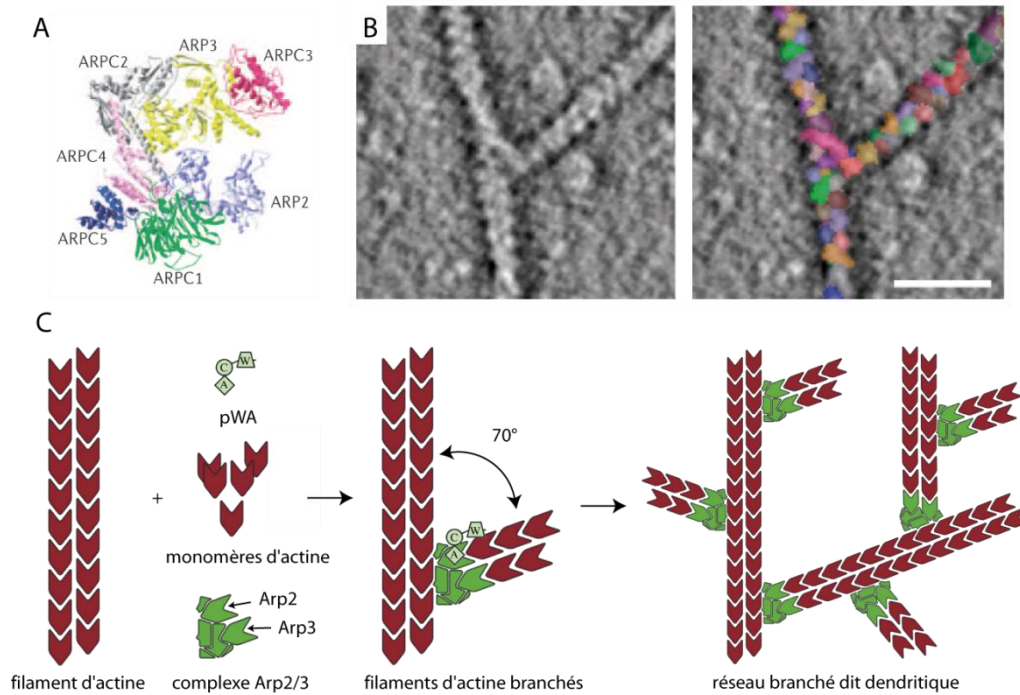 A
ARPC2
ARP3
ARPC3
ARPC4
ARP2
ARPC5
ARPC1
B
C
C
W
A
pWA
+
monomères d'actine
Arp2
Arp3
filament d'actine
complexe Arp2/3
70°
C
W
A
filaments d'actine branchés
réseau branché dit dendritique